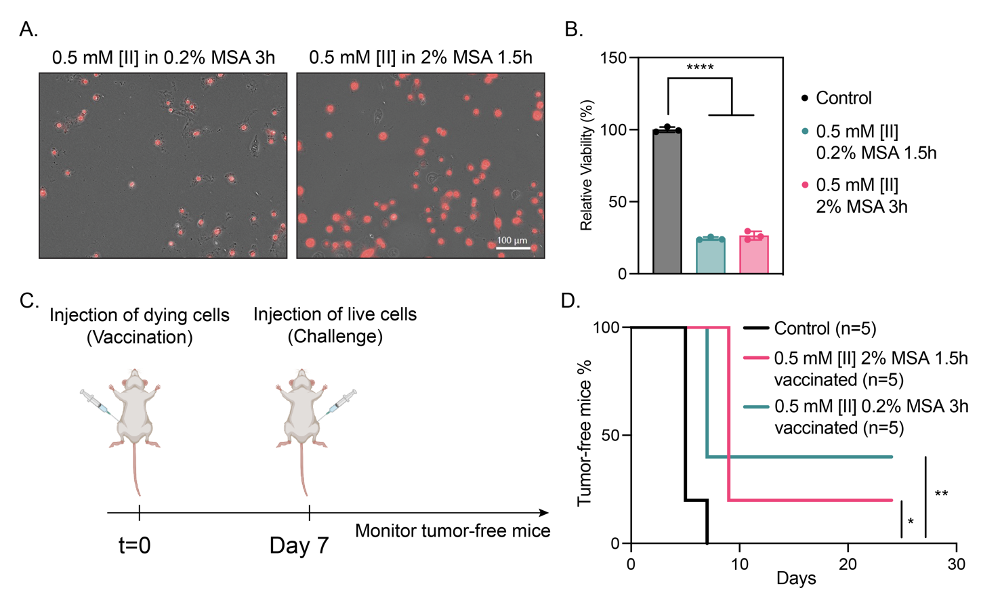 A.
0.5 mM [II] in 0.2% MSA 3h
0.5 mM [II] in 2% MSA 1.5h
100 µm
B.
150
100
50
0
Relative Viability (%)
****
Control
0.5 mM [II]
0.2% MSA 1.5h
0.5 mM [II]
2% MSA 3h
C.
Injection of dying cells
(Vaccination)
Injection of live cells
(Challenge)
t=0
Day 7
Monitor tumor-free mice
D.
100
50
0
Tumor-free mice %
0
10
20
30
Days
Control (n=5)
0.5 mM [II] 2% MSA 1.5h
vaccinated (n=5)
0.5 mM [II] 0.2% MSA 3h
vaccinated (n=5)
**
*